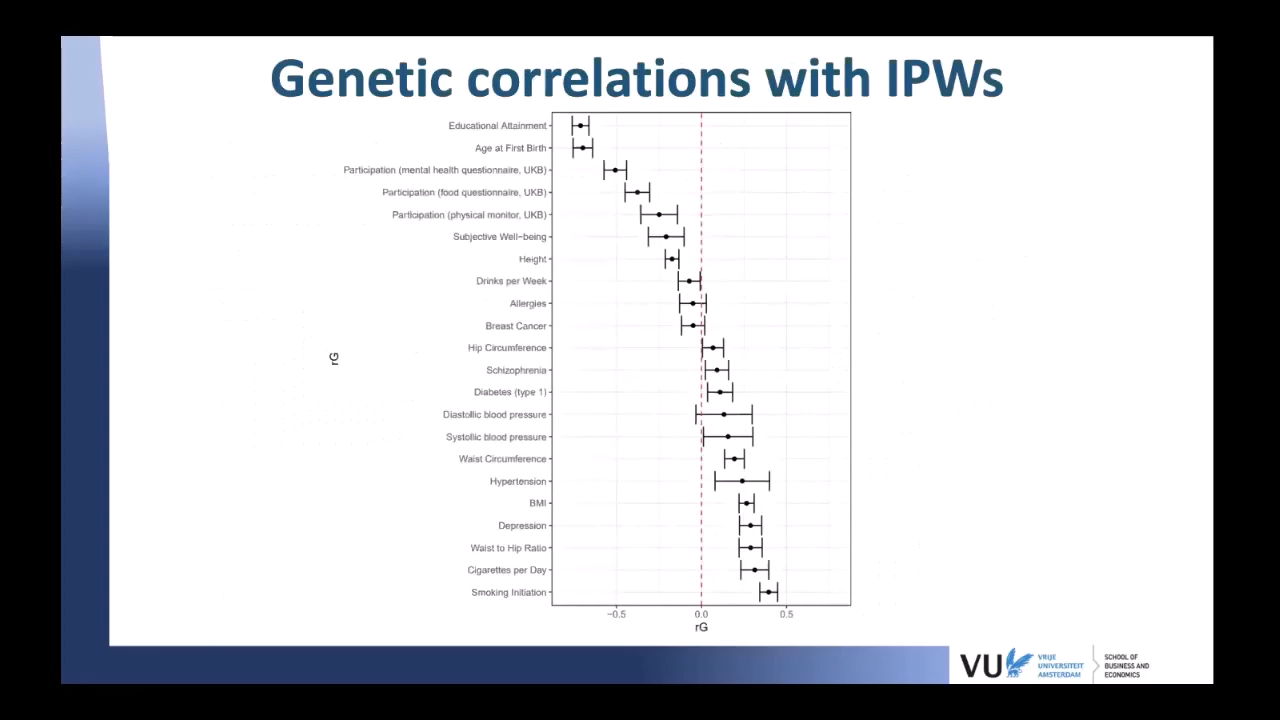 Genetic correlations with IPWs
Educational Attainment
Age at First Birth
Participation (mental health questionnaire, UKB)
Participation (food questionnaire, UKB)
Participation (physical monitor, UKB)
Subjective Well−being
Height
Drinks per Week
Allergies
Breast Cancer
Hip Circumference
rG
Schizophrenia
Diabetes (type 1)
Diastollic blood pressure
Systollic blood pressure
Waist Circumference
Hypertension
BMI
Depression
Waist to Hip Ratio
Cigarettes per Day
Smoking Initiation
−0.5 0.0 0.5
rG
VU
VRIJE
UNIVERSITEIT
AMSTERDAM
SCHOOL OF
BUSINESS AND
ECONOMICS